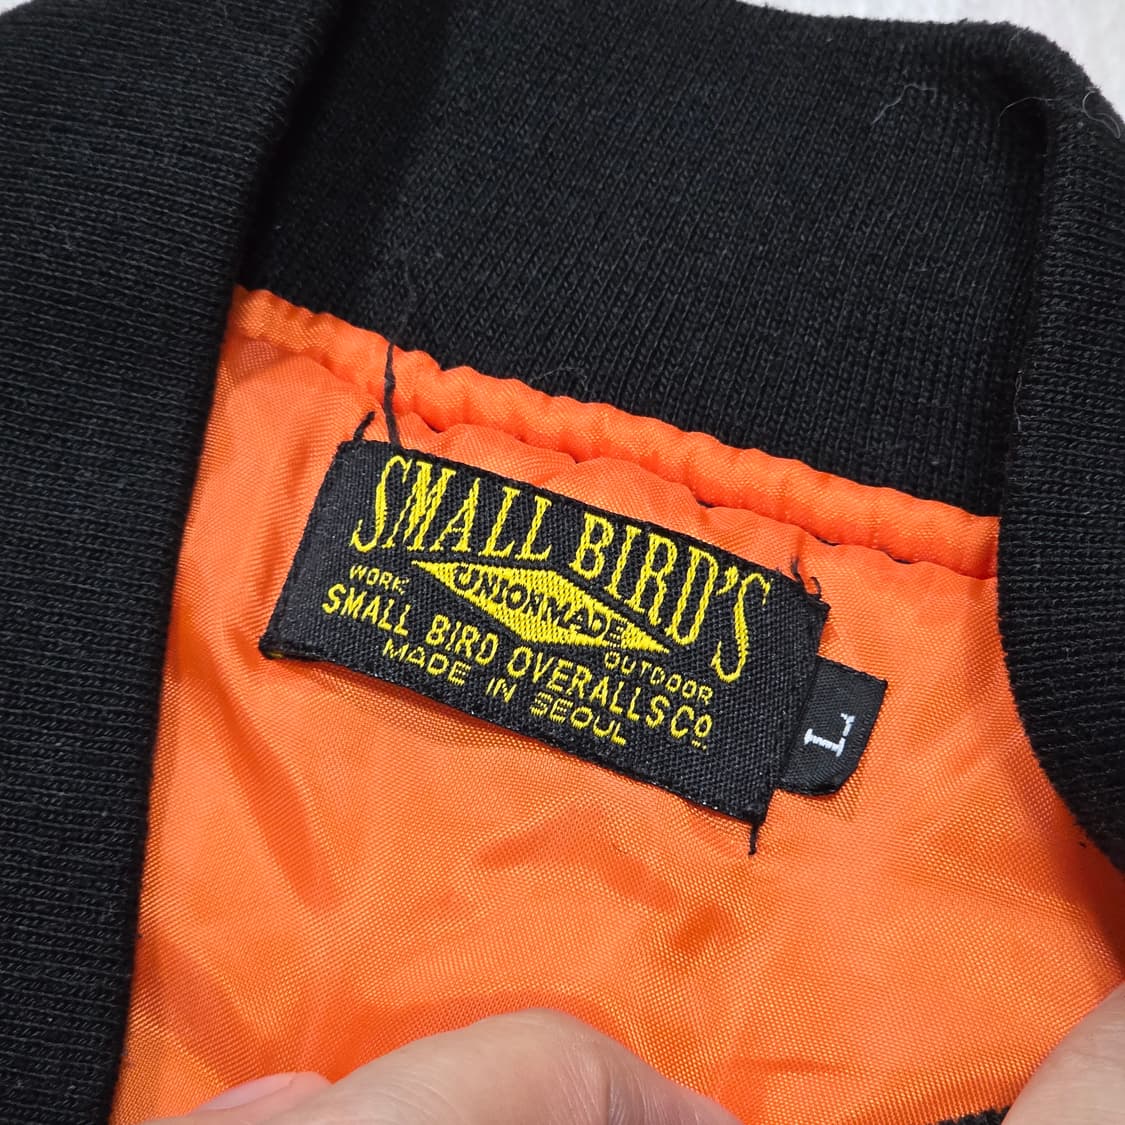 SMALL BIRD'S
WORK UNION MADE OUTDOOR
SMALL BIRD OVERALLS Co
MADE IN SEOUL
L